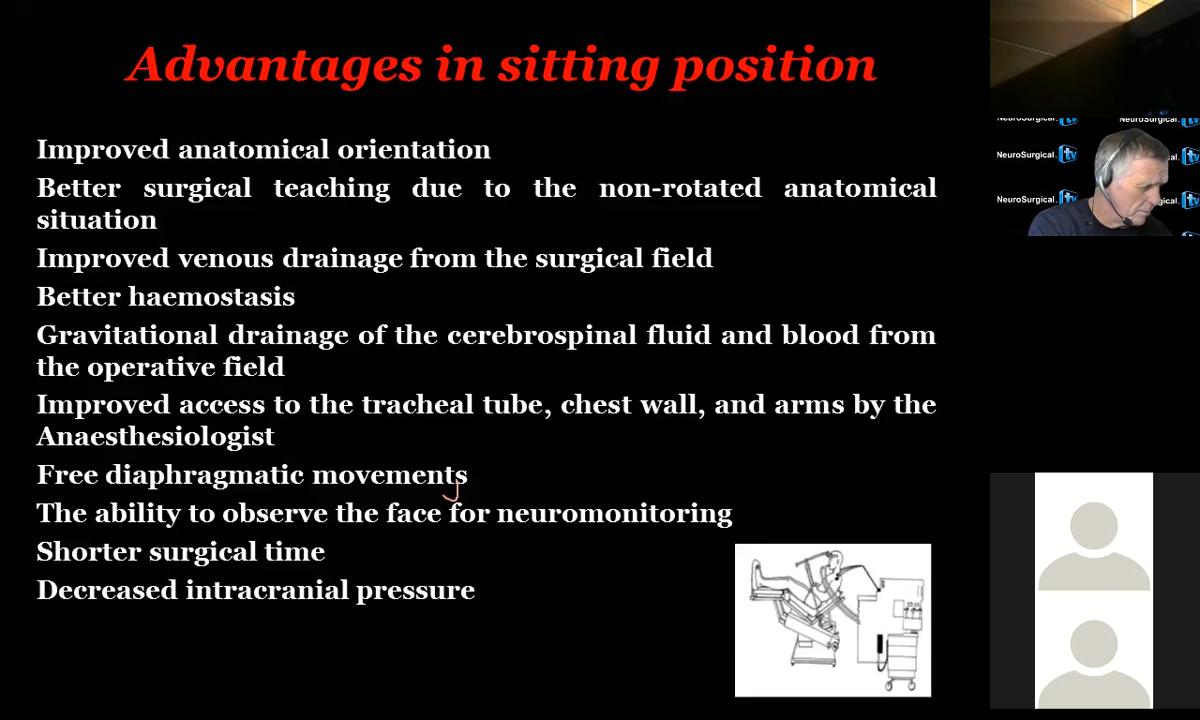 Advantages in sitting position
Improved anatomical orientation
Better surgical teaching due to the non-rotated anatomical
situation
Improved venous drainage from the surgical field
Better haemostasis
Gravitational drainage of the cerebrospinal fluid and blood from
the operative field
Improved access to the tracheal tube, chest wall, and arms by the
Anaesthesiologist
Free diaphragmatic movements
The ability to observe the face for neuromonitoring
Shorter surgical time
Decreased intracranial pressure
NeuroSurgical.tv
NeuroSurgical.tv
NeuroSurgical.tv
NeuroSurgical.
gical.tv